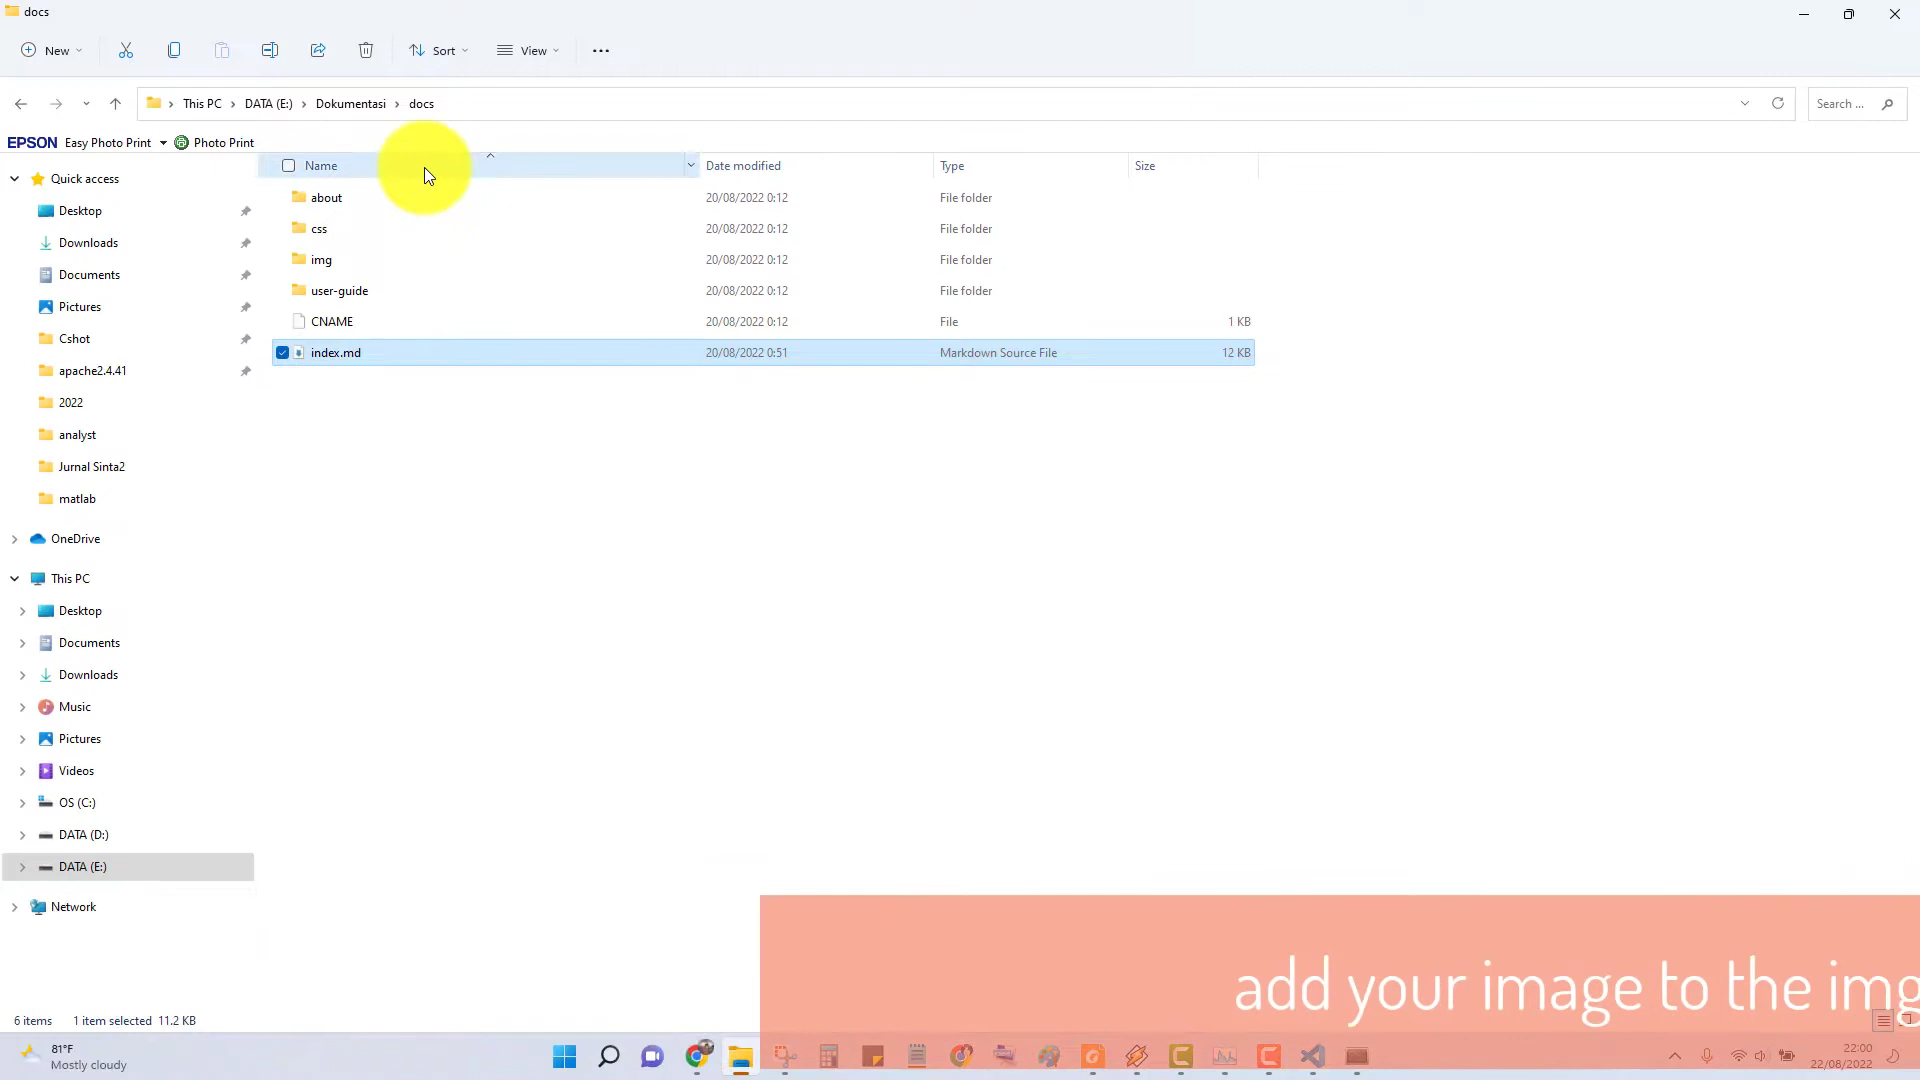 docs
New
Sort
View
This PC
DATA (E:)
Dokumentasi
docs
Search ...
EPSON Easy Photo Print
Photo Print
Name Date modified Type Size
about 20/08/2022 0:12 File folder
css 20/08/2022 0:12 File folder
img 20/08/2022 0:12 File folder
user-guide 20/08/2022 0:12 File folder
CNAME 20/08/2022 0:12 File 1 KB
index.md 20/08/2022 0:51 Markdown Source File 12 KB
Quick access
Desktop
Downloads
Documents
Pictures
Cshot
apache2.4.41
2022
analyst
Jurnal Sinta2
matlab
OneDrive
This PC
Desktop
Documents
Downloads
Music
Pictures
Videos
OS (C:)
DATA (D:)
DATA (E:)
Network
add your image to the img
6 items 1 item selected 11.2 KB
81°F
Mostly cloudy
22:00
22/08/2022